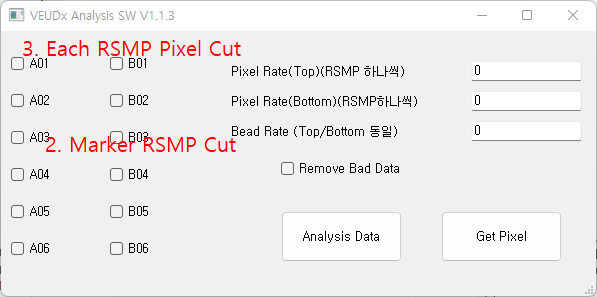 VEUDx Analysis SW V1.1.3
3. Each RSMP Pixel Cut
A01
B01
Pixel Rate(Top)(RSMP 하나씩)
0
A02
B02
Pixel Rate(Bottom)(RSMP하나씩)
0
A03
B03
Bead Rate (Top/Bottom 동일)
0
2. Marker RSMP Cut
A04
B04
Remove Bad Data
A05
B05
Analysis Data
Get Pixel
A06
B06